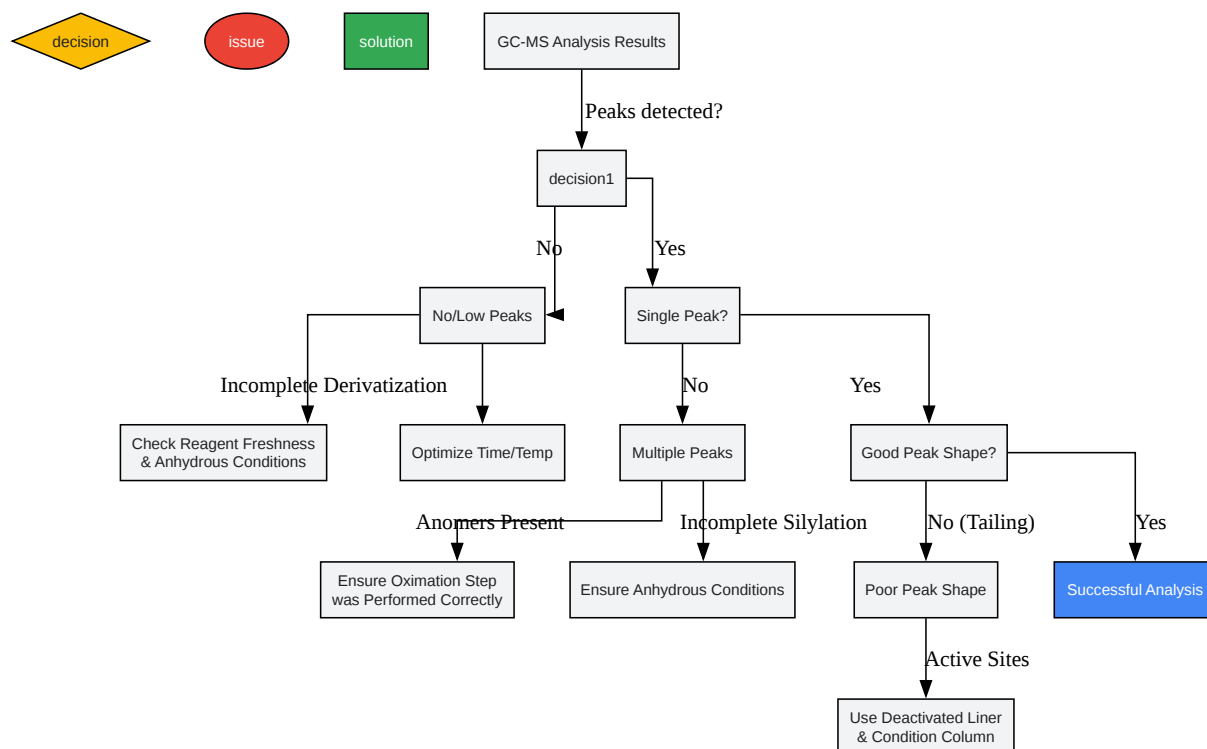 decision
issue
solution
GC-MS Analysis Results
Peaks detected?
decision1
No
Yes
No/Low Peaks
Single Peak?
Incomplete Derivatization
No
Yes
Check Reagent Freshness
& Anhydrous Conditions
Optimize Time/Temp
Multiple Peaks
Good Peak Shape?
Anomers Present
Incomplete Silylation
No (Tailing)
Yes
Ensure Oximation Step
was Performed Correctly
Ensure Anhydrous Conditions
Poor Peak Shape
Successful Analysis
Active Sites
Use Deactivated Liner
& Condition Column